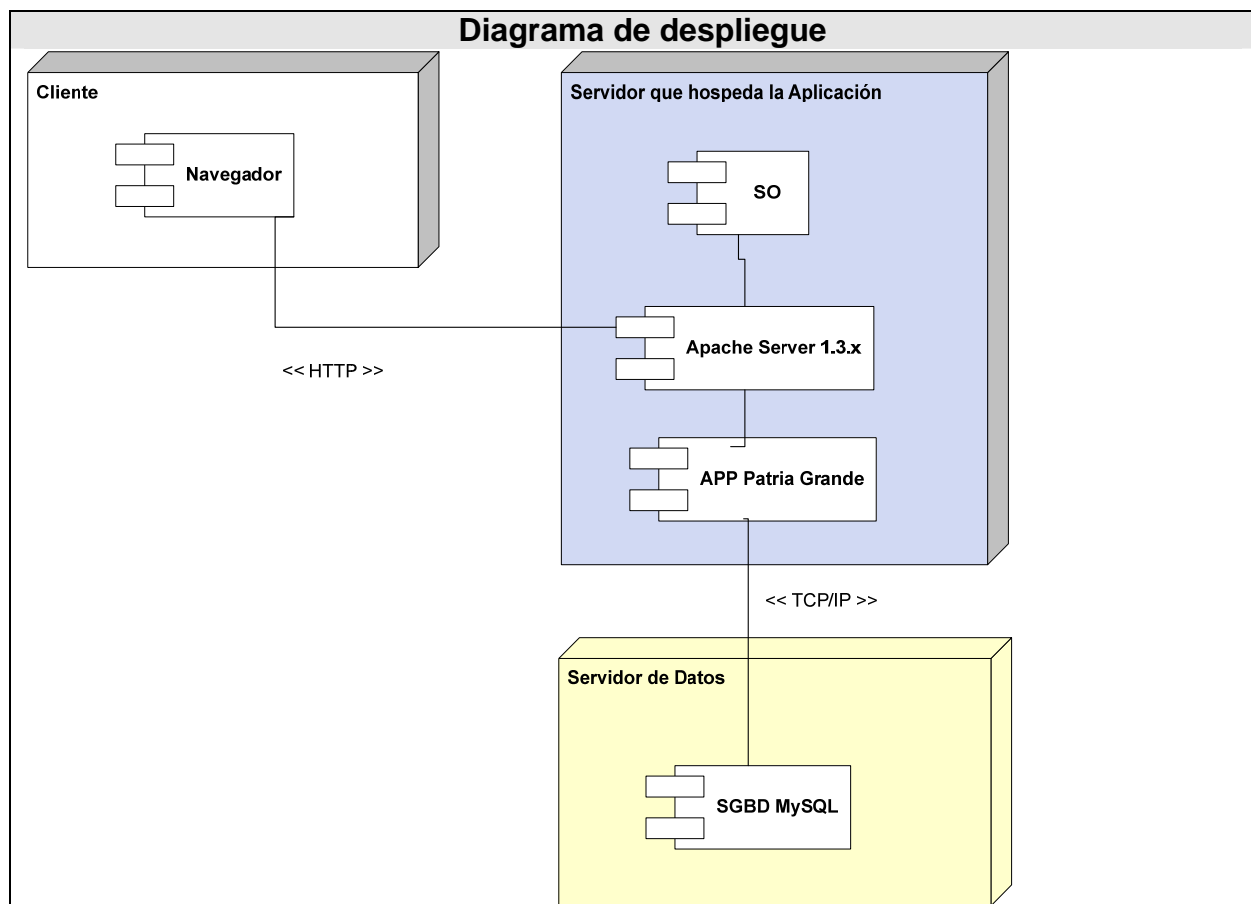 Diagrama de despliegue
Cliente
Navegador
<< HTTP >>
Servidor que hospeda la Aplicación
SO
Apache Server 1.3.x
APP Patria Grande
<< TCP/IP >>
Servidor de Datos
SGBD MySQL